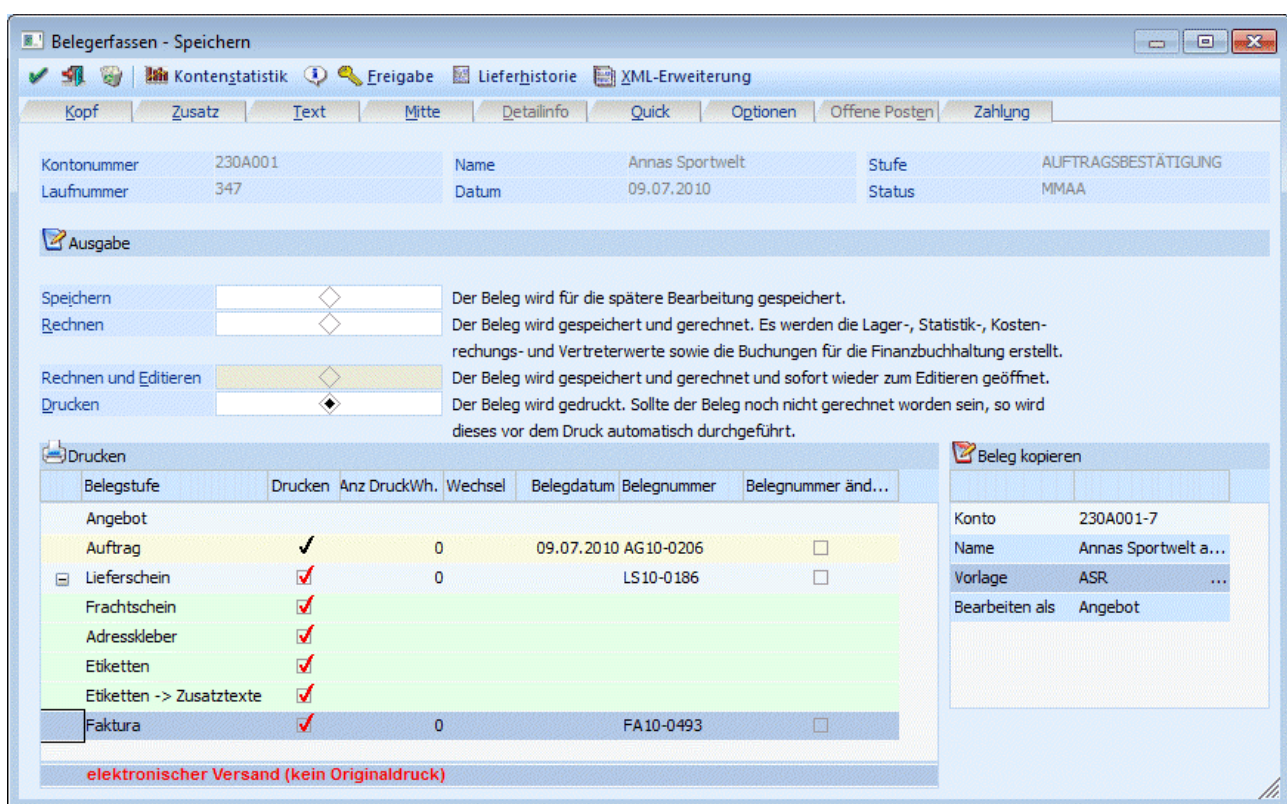 Belegerfassen - Speichern
Kontenstatistik Freigabe Lieferhistorie XML-Erweiterung
Kopf Zusatz Text Mitte Detailinfo Quick Optionen Offene Posten Zahlung
Kontonummer 230A001 Name Annas Sportwelt Stufe AUFTRAGSBESTÄTIGUNG
Laufnummer 347 Datum 09.07.2010 Status MMAA
Ausgabe
Speichern Der Beleg wird für die spätere Bearbeitung gespeichert.
Rechnen Der Beleg wird gespeichert und gerechnet. Es werden die Lager-, Statistik-, Kosten-
rechungs- und Vertreterwerte sowie die Buchungen für die Finanzbuchhaltung erstellt.
Rechnen und Editieren Der Beleg wird gespeichert und gerechnet und sofort wieder zum Editieren geöffnet.
Drucken Der Beleg wird gedruckt. Sollte der Beleg noch nicht gerechnet worden sein, so wird
dieses vor dem Druck automatisch durchgeführt.
Drucken
Belegstufe Drucken Anz DruckWh. Wechsel Belegdatum Belegnummer Belegnummer änd...
Angebot
Auftrag 0 09.07.2010 AG10-0206
Lieferschein 0 LS10-0186
Frachtschein
Adresskleber
Etiketten
Etiketten -> Zusatztexte
Faktura 0 FA10-0493
elektronischer Versand (kein Originaldruck)
Beleg kopieren
Konto 230A001-7
Name Annas Sportwelt a...
Vorlage ASR ...
Bearbeiten als Angebot